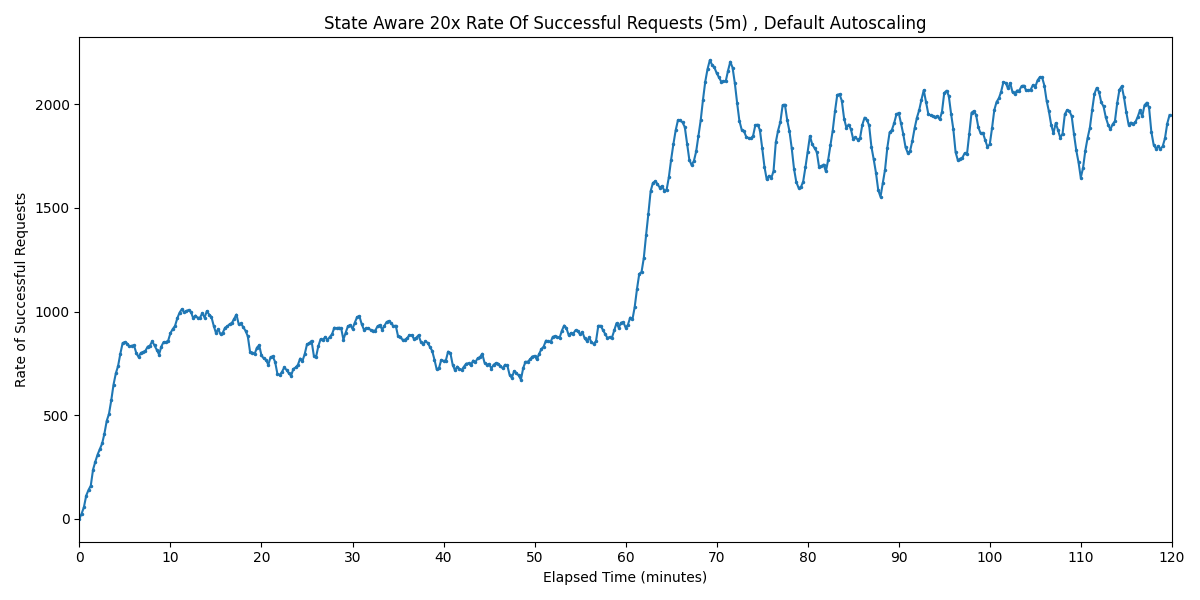 State Aware 20x Rate Of Successful Requests (5m) , Default Autoscaling
Rate of Successful Requests
2000
1500
1000
500
0
0 10 20 30 40 50 60 70 80 90 100 110 120
Elapsed Time (minutes)